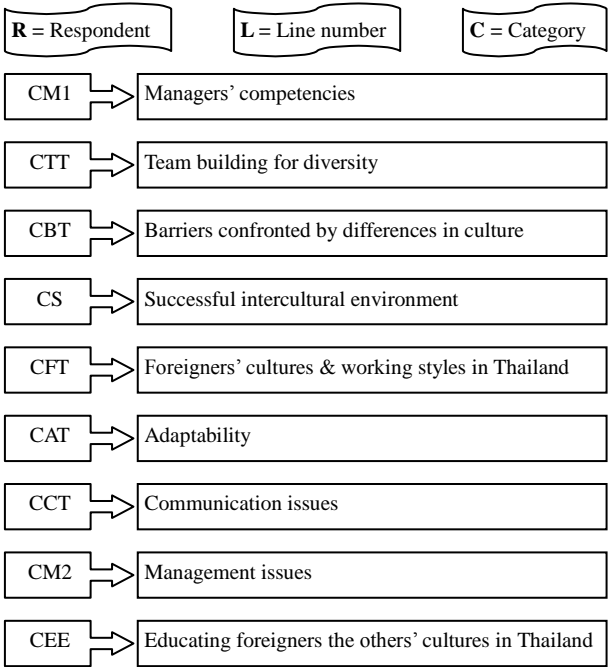 R = Respondent L = Line number C = Category
CM1 Managers’ competencies
CTT Team building for diversity
CBT Barriers confronted by differences in culture
CS Successful intercultural environment
CFT Foreigners’ cultures & working styles in Thailand
CAT Adaptability
CCT Communication issues
CM2 Management issues
CEE Educating foreigners the others’ cultures in Thailand